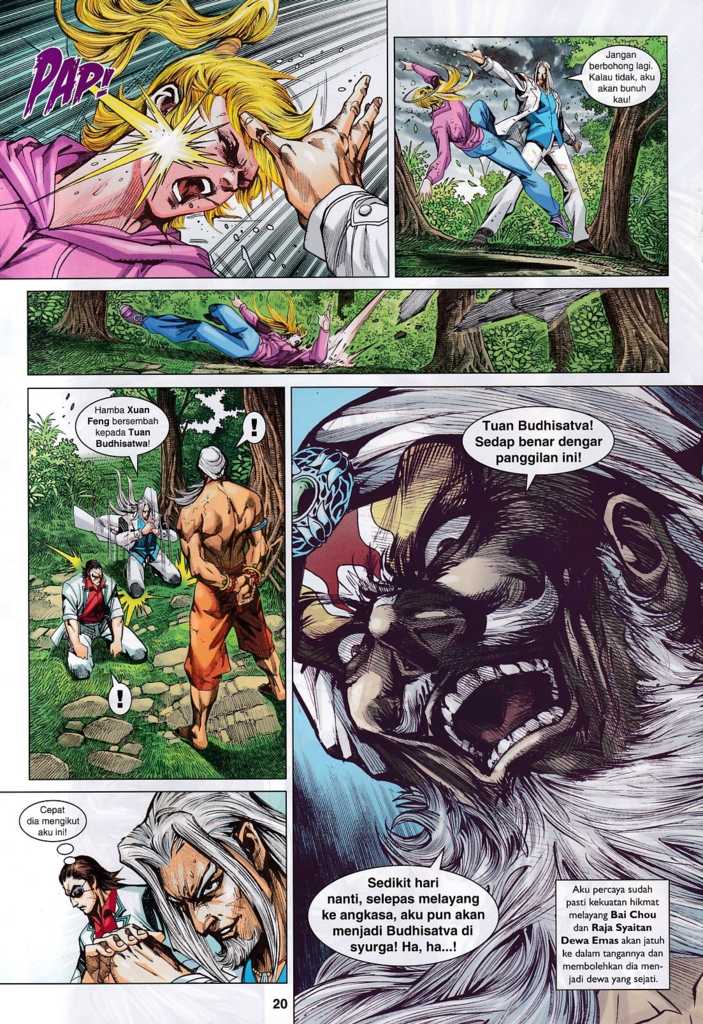 PAP!
Jangan
berbohong lagi.
Kalau tidak, aku
akan bunuh
kau!
Hamba Xuan
Feng bersembah
kepada Tuan
Budhisatwa!
!
!
Tuan Budhisatva!
Sedap benar dengar
panggilan ini!
Cepat
dia mengikut
aku ini!
Sedikit hari
nanti, selepas melayang
ke angkasa, aku pun akan
menjadi Budhisatva di
syurga! Ha, ha...!
Aku percaya sudah
pasti kekuatan hikmat
melayang Bai Chou
dan Raja Syaitan
Dewa Emas akan jatuh
ke dalam tangannya dan
membolehkan dia men-
jadi dewa yang sejati.
20